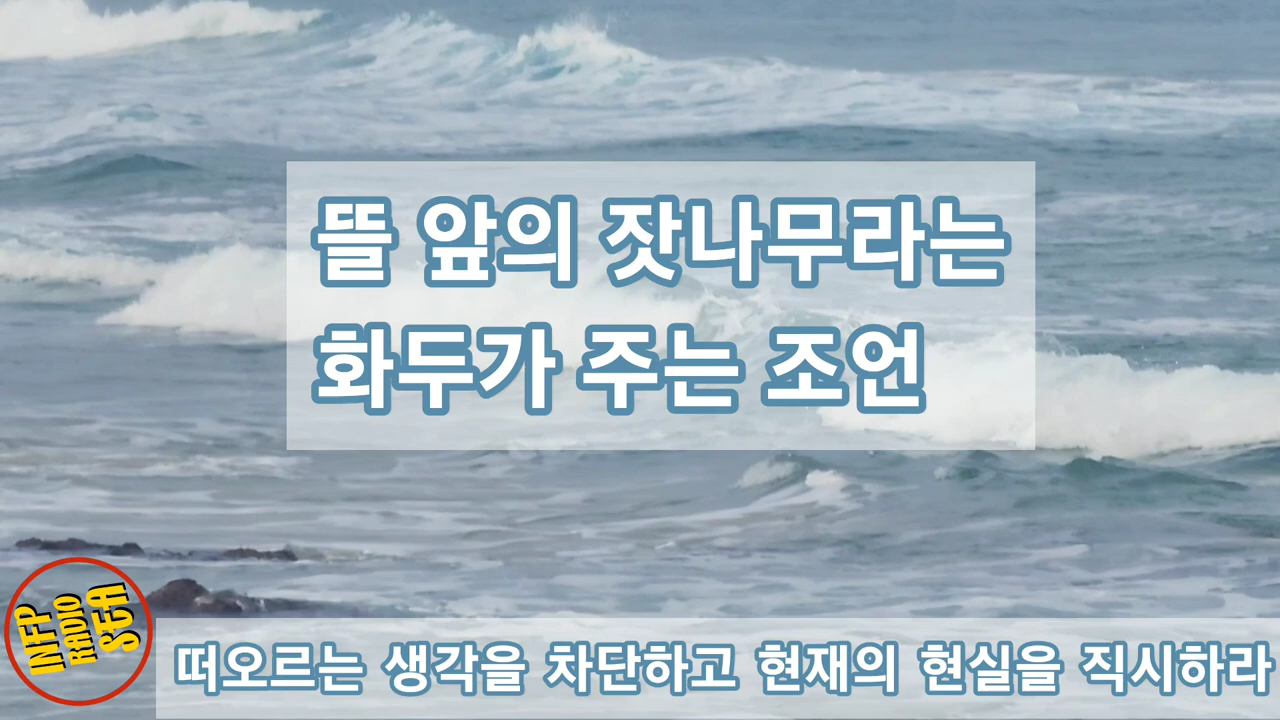 뜰 앞의 잣나무라는
화두가 주는 조언
INFP
RADIO
SEA
떠오르는 생각을 차단하고 현재의 현실을 직시하라